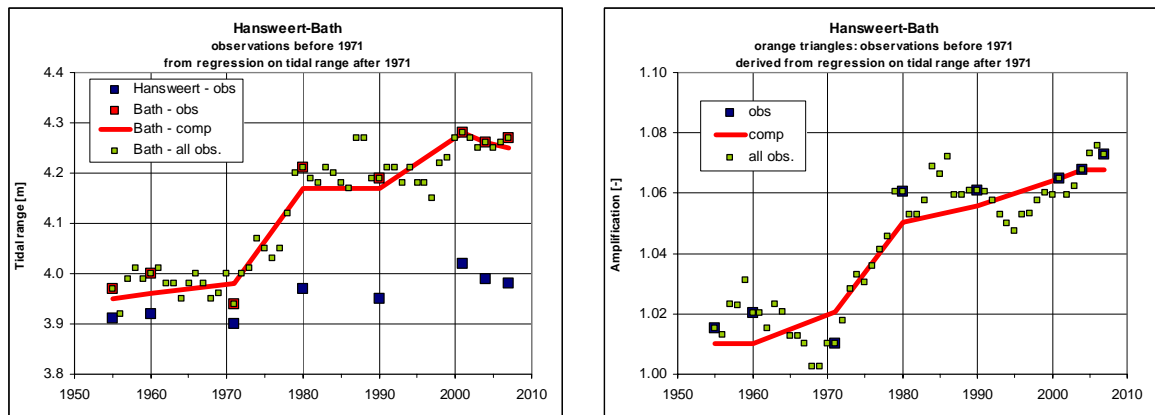 Hansweert-Bath
observations before 1971
from regression on tidal range after 1971
Tidal range [m]
4.4
4.3
4.2
4.1
4.0
3.9
3.8
Hansweert - obs
Bath - obs
Bath - comp
Bath - all obs.
1950 1960 1970 1980 1990 2000 2010
Hansweert-Bath
orange triangles: observations before 1971
derived from regression on tidal range after 1971
Amplification [-]
1.10
1.08
1.06
1.04
1.02
1.00
obs
comp
all obs.
1950 1960 1970 1980 1990 2000 2010